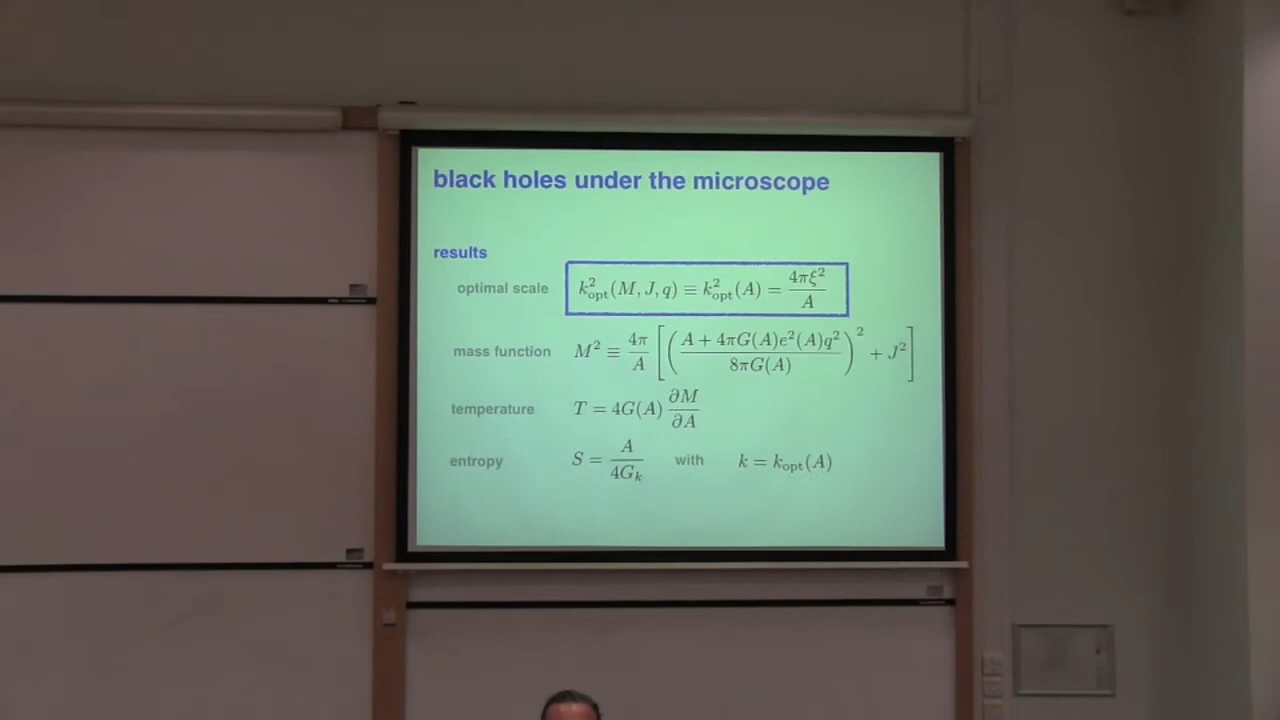 black holes under the microscope
results
optimal scale k²_opt(M, J, q) ≡ k²_opt(A) = 4πξ²/A
mass function M² ≡ 4π/A [((A + 4πG(A)e²(A)q²)/(8πG(A)))² + J²]
temperature T = 4G(A) ∂M/∂A
entropy S = A/4G_k with k = k_opt(A)